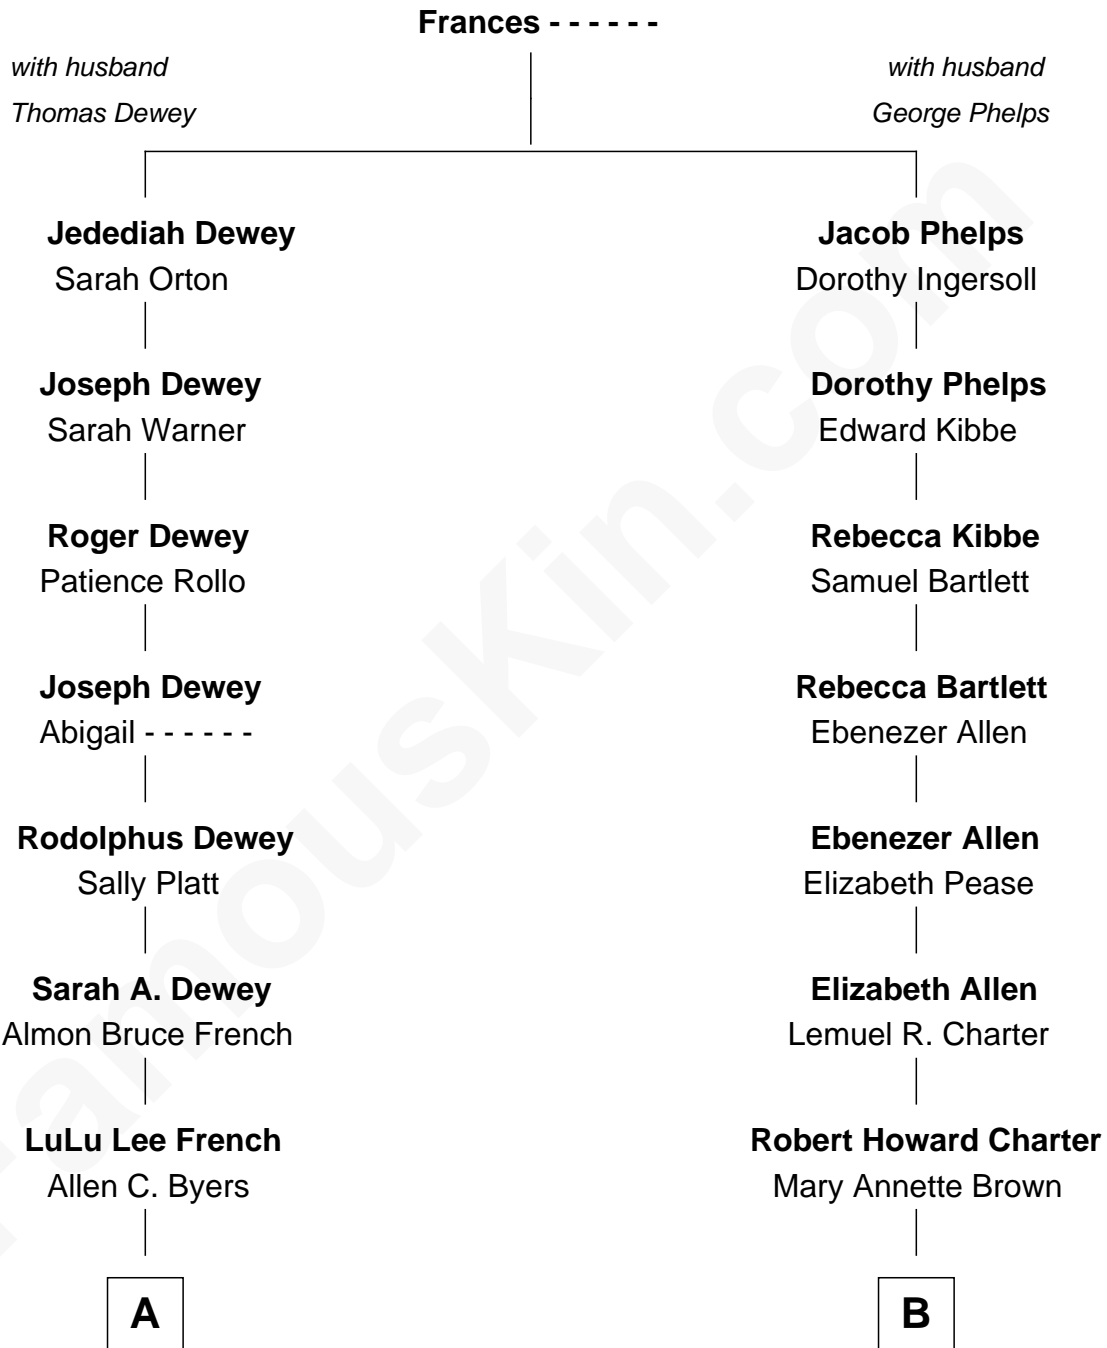 Frances - - - - - -
with husband
Thomas Dewey
with husband
George Phelps
Jedediah Dewey
Sarah Orton
Jacob Phelps
Dorothy Ingersoll
Joseph Dewey
Sarah Warner
Dorothy Phelps
Edward Kibbe
Roger Dewey
Patience Rollo
Rebecca Kibbe
Samuel Bartlett
Joseph Dewey
Abigail - - - - - -
Rebecca Bartlett
Ebenezer Allen
Rodolphus Dewey
Sally Platt
Ebenezer Allen
Elizabeth Pease
Sarah A. Dewey
Almon Bruce French
Elizabeth Allen
Lemuel R. Charter
LuLu Lee French
Allen C. Byers
Robert Howard Charter
Mary Annette Brown
A
B
FamousKin.com